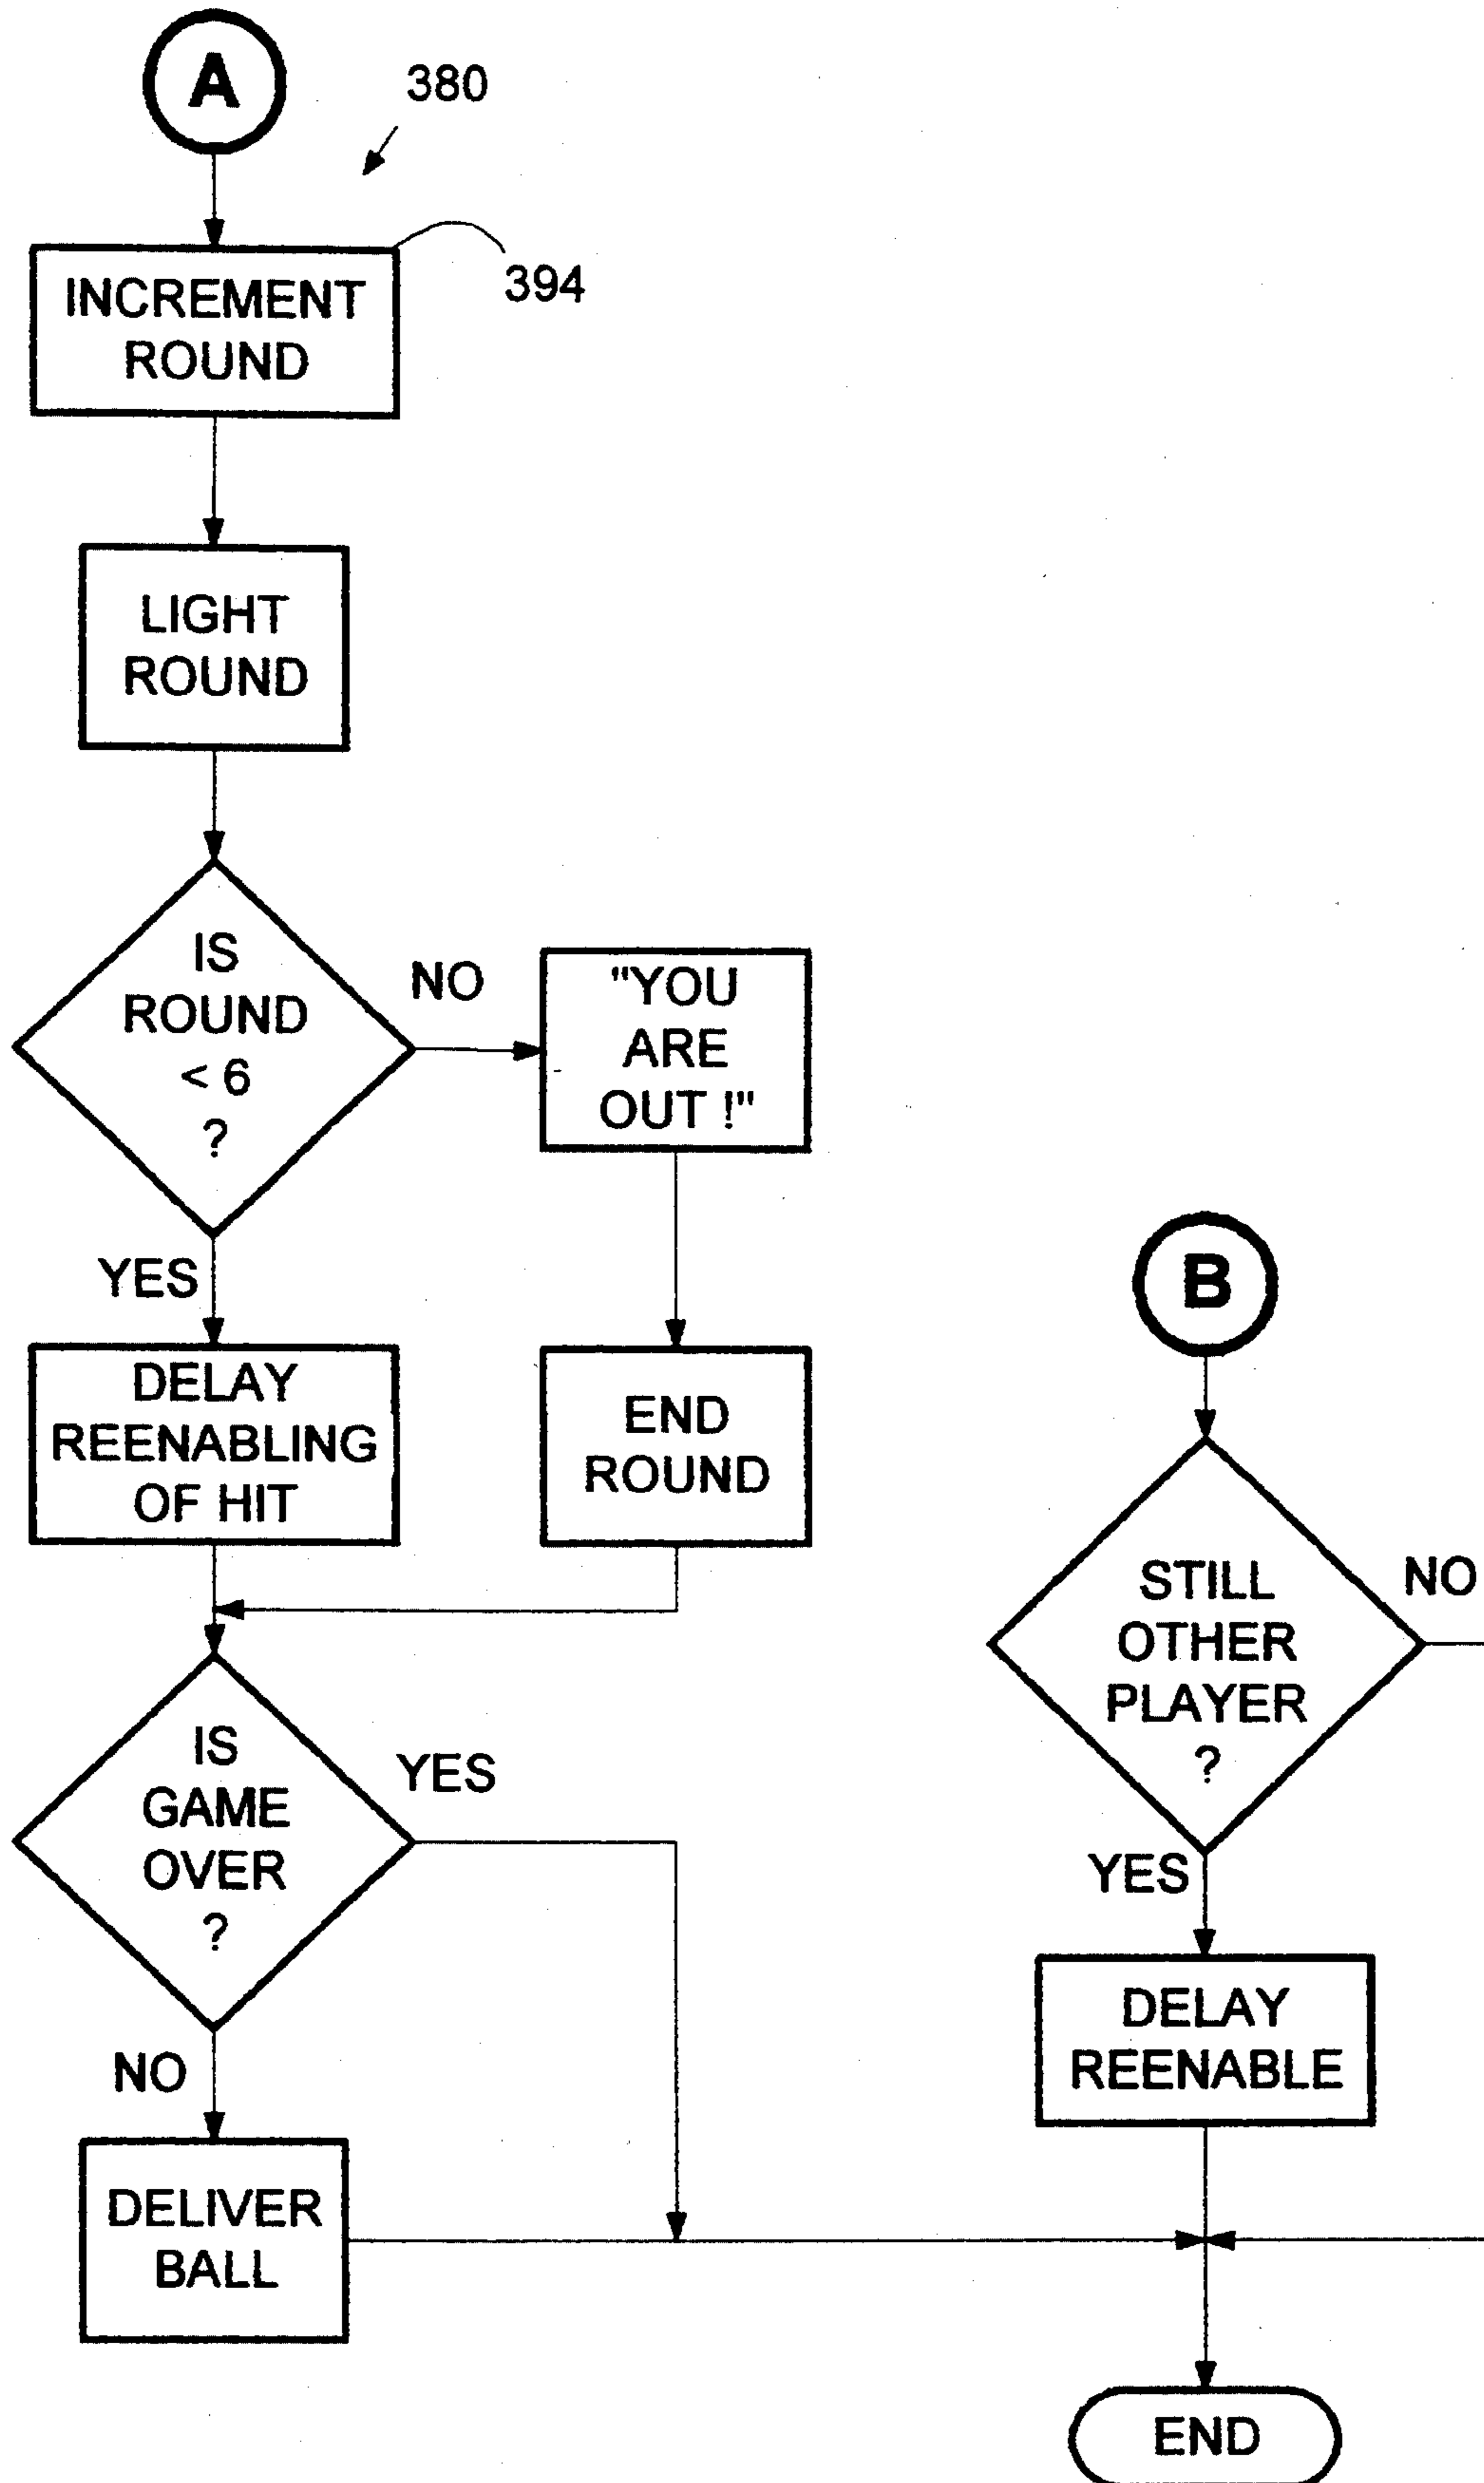 A
380
394
INCREMENT
ROUND
LIGHT
ROUND
IS
ROUND
< 6
?
NO
"YOU
ARE
OUT !"
YES
DELAY
REENABLING
OF HIT
END
ROUND
IS
GAME
OVER
?
YES
NO
DELIVER
BALL
B
STILL
OTHER
PLAYER
?
NO
YES
DELAY
REENABLE
END